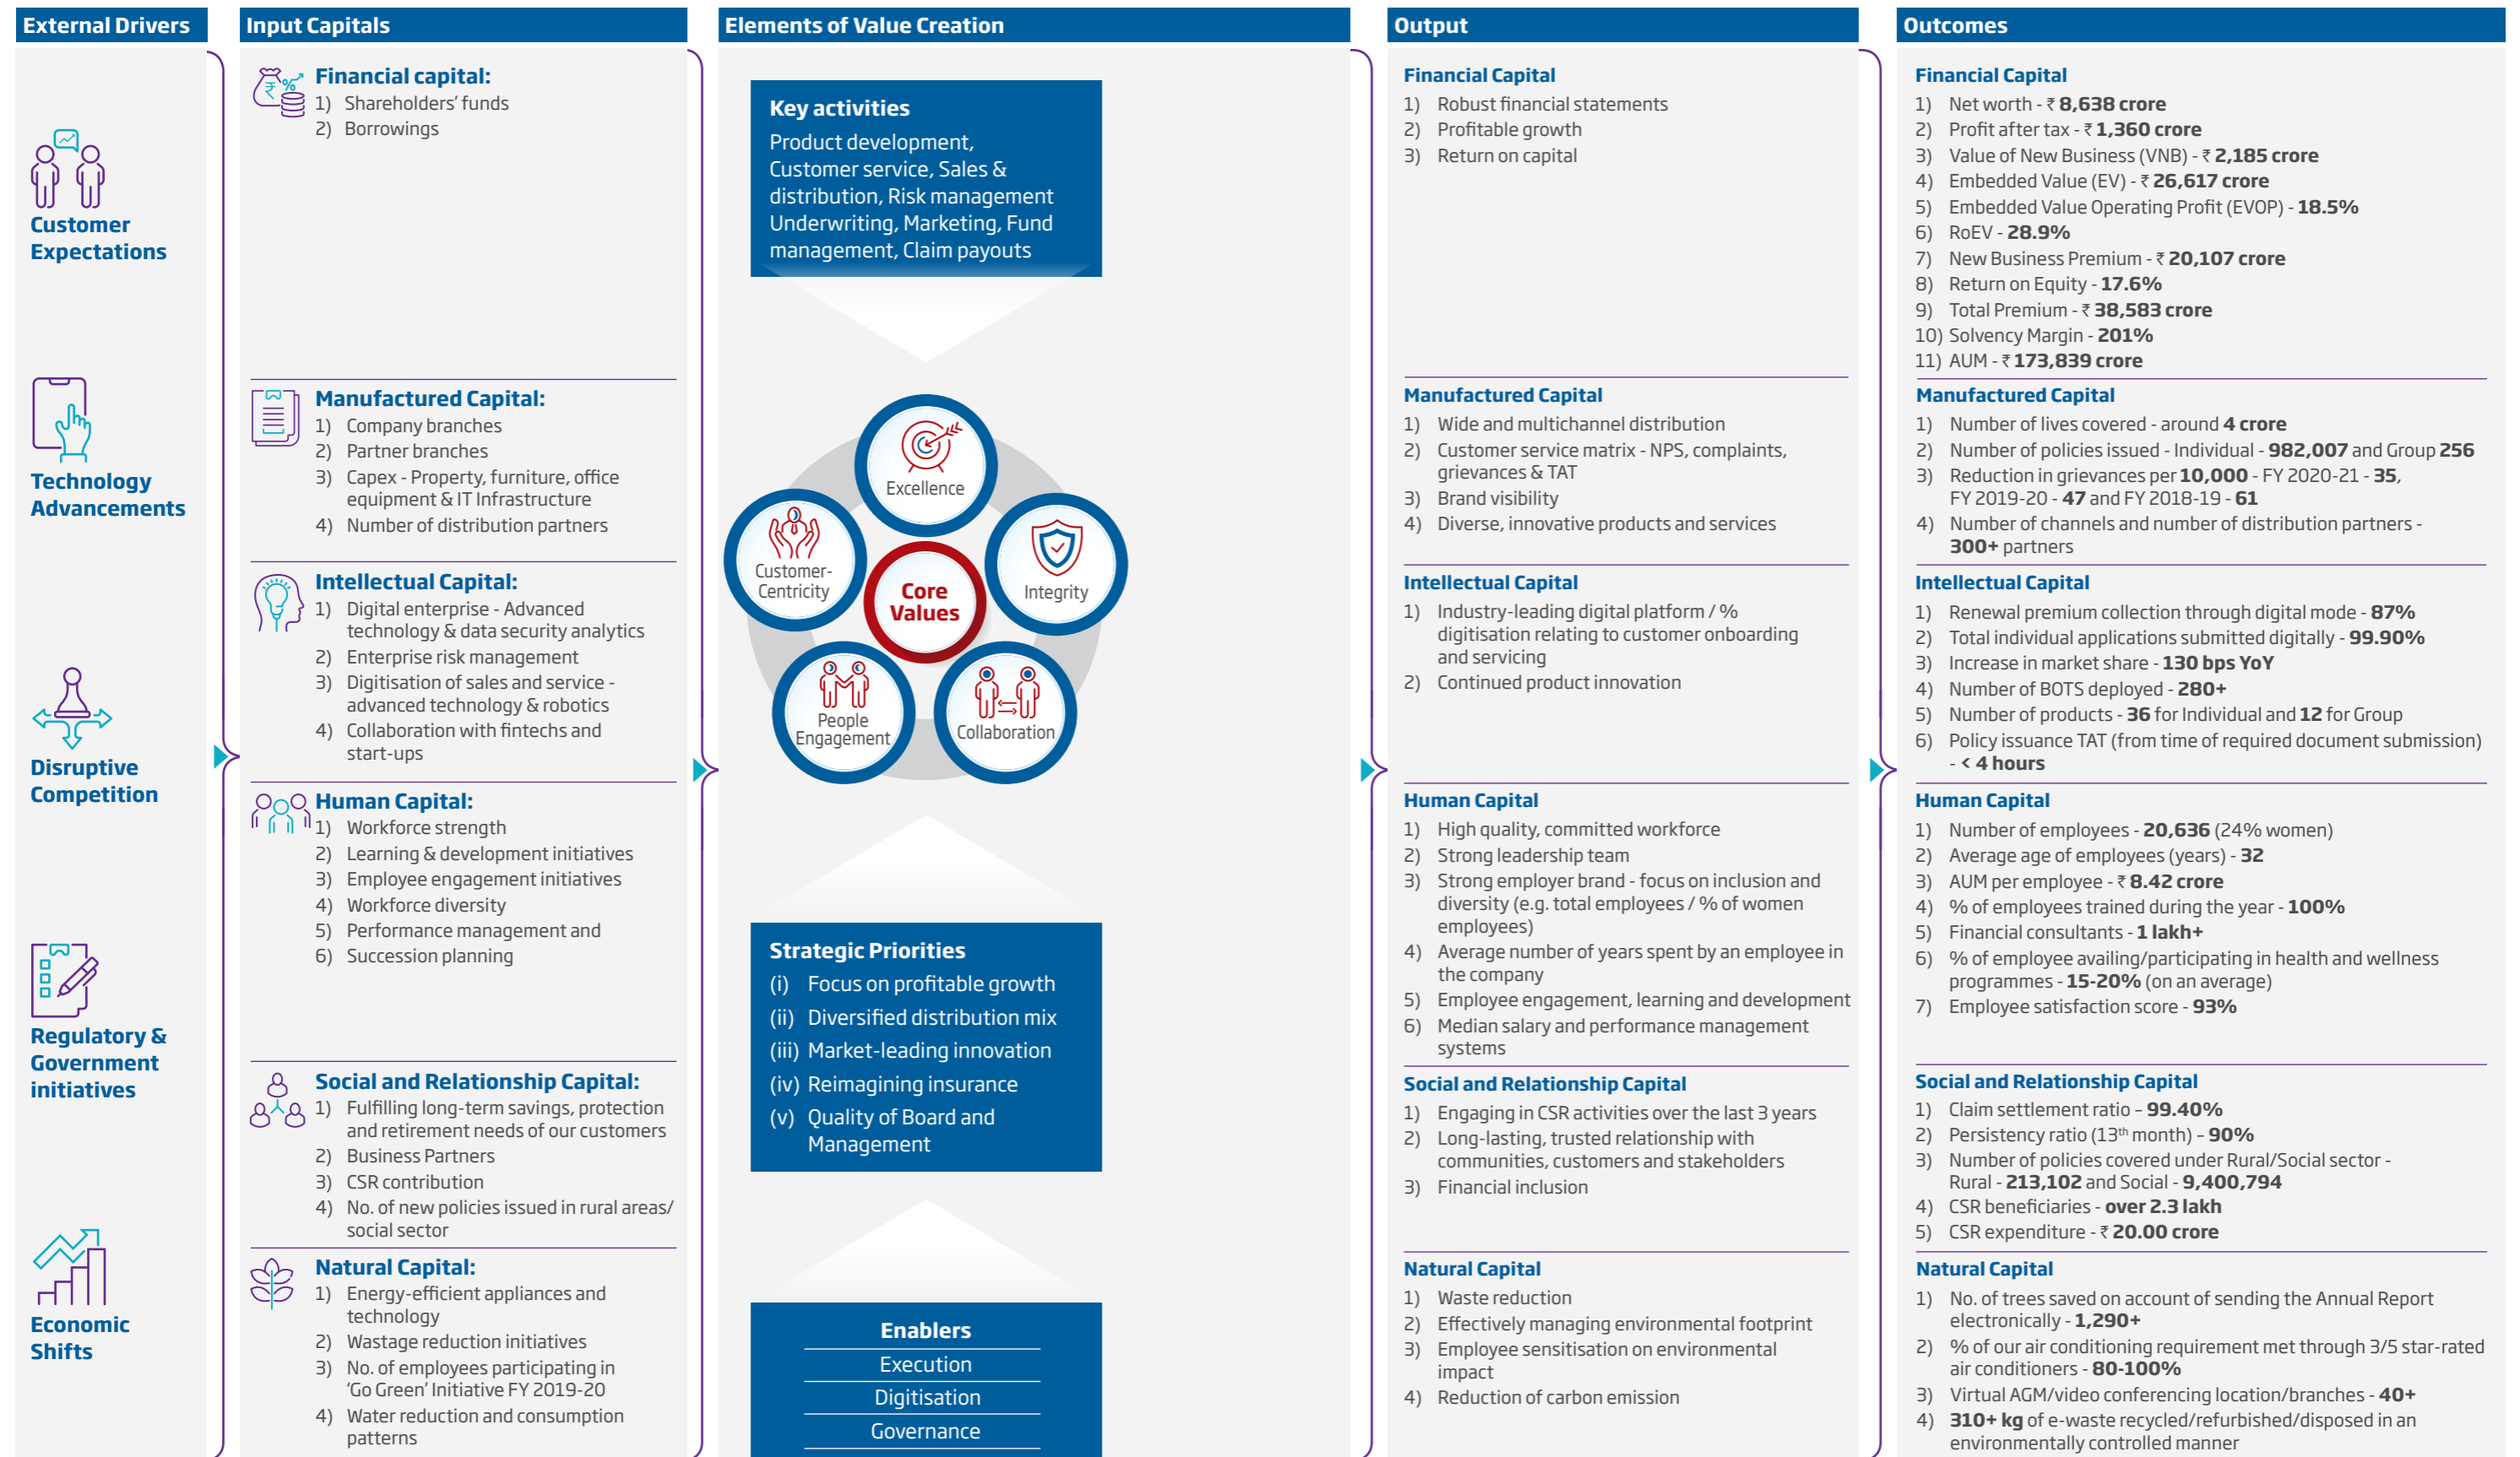 External Drivers
Customer
Expectations
Technology
Advancements
Disruptive
Competition
Regulatory &
Government
initiatives
Economic
Shifts
Input Capitals
Financial capital:
1) Shareholders' funds
2) Borrowings
Manufactured Capital:
1) Company branches
2) Partner branches
3) Capex - Property, furniture, office
equipment & IT Infrastructure
4) Number of distribution partners
Intellectual Capital:
1) Digital enterprise - Advanced
technology & data security analytics
2) Enterprise risk management
3) Digitisation of sales and service -
advanced technology & robotics
4) Collaboration with fintechs and
start-ups
Human Capital:
1) Workforce strength
2) Learning & development initiatives
3) Employee engagement initiatives
4) Workforce diversity
5) Performance management and
6) Succession planning
Social and Relationship Capital:
1) Fulfilling long-term savings, protection
and retirement needs of our customers
2) Business Partners
3) CSR contribution
4) No. of new policies issued in rural areas/
social sector
Natural Capital:
1) Energy-efficient appliances and
technology
2) Wastage reduction initiatives
3) No. of employees participating in
'Go Green' Initiative FY 2019-20
4) Water reduction and consumption
patterns
Elements of Value Creation
Key activities
Product development,
Customer service, Sales &
distribution, Risk management
Underwriting, Marketing, Fund
management, Claim payouts
Excellence
Customer-
Centricity
Integrity
Core
Values
People
Engagement
Collaboration
Strategic Priorities
(i) Focus on profitable growth
(ii) Diversified distribution mix
(iii) Market-leading innovation
(iv) Reimagining insurance
(v) Quality of Board and
Management
Enablers
Execution
Digitisation
Governance
Output
Financial Capital
1) Robust financial statements
2) Profitable growth
3) Return on capital
Manufactured Capital
1) Wide and multichannel distribution
2) Customer service matrix - NPS, complaints,
grievances & TAT
3) Brand visibility
4) Diverse, innovative products and services
Intellectual Capital
1) Industry-leading digital platform / %
digitisation relating to customer onboarding
and servicing
2) Continued product innovation
Human Capital
1) High quality, committed workforce
2) Strong leadership team
3) Strong employer brand - focus on inclusion and
diversity (e.g. total employees / % of women
employees)
4) Average number of years spent by an employee in
the company
5) Employee engagement, learning and development
6) Median salary and performance management
systems
Social and Relationship Capital
1) Engaging in CSR activities over the last 3 years
2) Long-lasting, trusted relationship with
communities, customers and stakeholders
3) Financial inclusion
Natural Capital
1) Waste reduction
2) Effectively managing environmental footprint
3) Employee sensitisation on environmental
impact
4) Reduction of carbon emission
Outcomes
Financial Capital
1) Net worth - ₹ 8,638 crore
2) Profit after tax - ₹ 1,360 crore
3) Value of New Business (VNB) - ₹ 2,185 crore
4) Embedded Value (EV) - ₹ 26,617 crore
5) Embedded Value Operating Profit (EVOP) - 18.5%
6) RoEV - 28.9%
7) New Business Premium - ₹ 20,107 crore
8) Return on Equity - 17.6%
9) Total Premium - ₹ 38,583 crore
10) Solvency Margin - 201%
11) AUM - ₹ 173,839 crore
Manufactured Capital
1) Number of lives covered - around 4 crore
2) Number of policies issued - Individual - 982,007 and Group 256
3) Reduction in grievances per 10,000 - FY 2020-21 - 35,
FY 2019-20 - 47 and FY 2018-19 - 61
4) Number of channels and number of distribution partners -
300+ partners
Intellectual Capital
1) Renewal premium collection through digital mode - 87%
2) Total individual applications submitted digitally - 99.90%
3) Increase in market share - 130 bps YoY
4) Number of BOTS deployed - 280+
5) Number of products - 36 for Individual and 12 for Group
6) Policy issuance TAT (from time of required document submission)
- < 4 hours
Human Capital
1) Number of employees - 20,636 (24% women)
2) Average age of employees (years) - 32
3) AUM per employee - ₹ 8.42 crore
4) % of employees trained during the year - 100%
5) Financial consultants - 1 lakh+
6) % of employee availing/participating in health and wellness
programmes - 15-20% (on an average)
7) Employee satisfaction score - 93%
Social and Relationship Capital
1) Claim settlement ratio – 99.40%
2) Persistency ratio (13th month) – 90%
3) Number of policies covered under Rural/Social sector -
Rural - 213,102 and Social - 9,400,794
4) CSR beneficiaries - over 2.3 lakh
5) CSR expenditure - ₹ 20.00 crore
Natural Capital
1) No. of trees saved on account of sending the Annual Report
electronically - 1,290+
2) % of our air conditioning requirement met through 3/5 star-rated
air conditioners - 80-100%
3) Virtual AGM/video conferencing location/branches - 40+
4) 310+ kg of e-waste recycled/refurbished/disposed in an
environmentally controlled manner